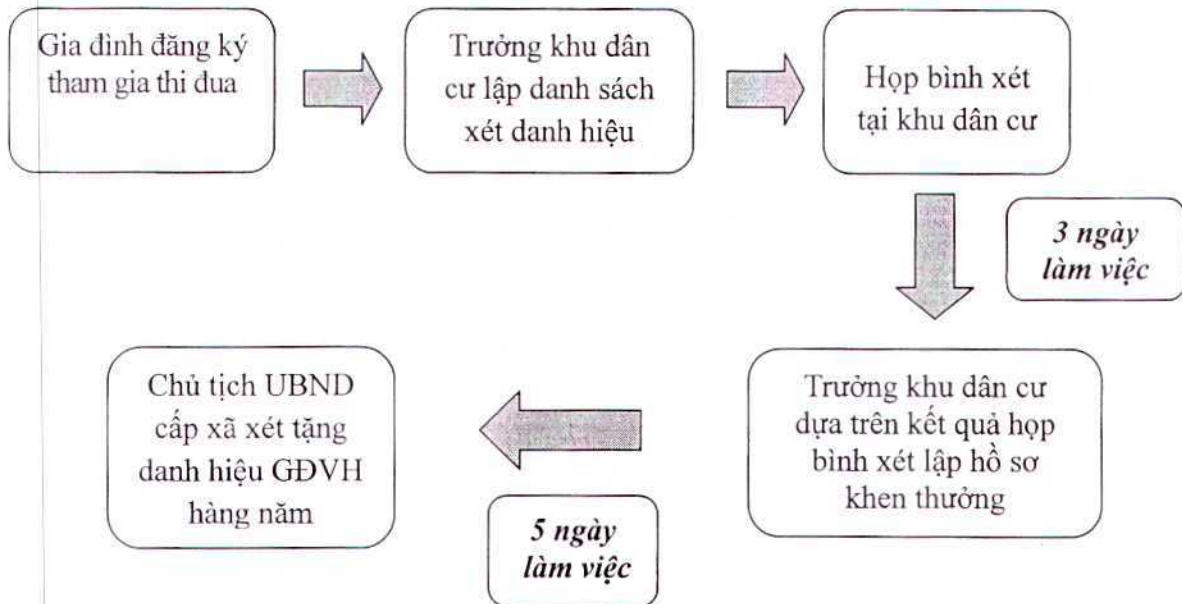 Gia đình đăng ký
tham gia thi đua
Trưởng khu dân
cư lập danh sách
xét danh hiệu
Họp bình xét
tại khu dân cư
3 ngày
làm việc
Trưởng khu dân cư
dựa trên kết quả họp
bình xét lập hồ sơ
khen thưởng
5 ngày
làm việc
Chủ tịch UBND
cấp xã xét tặng
danh hiệu GĐVH
hàng năm